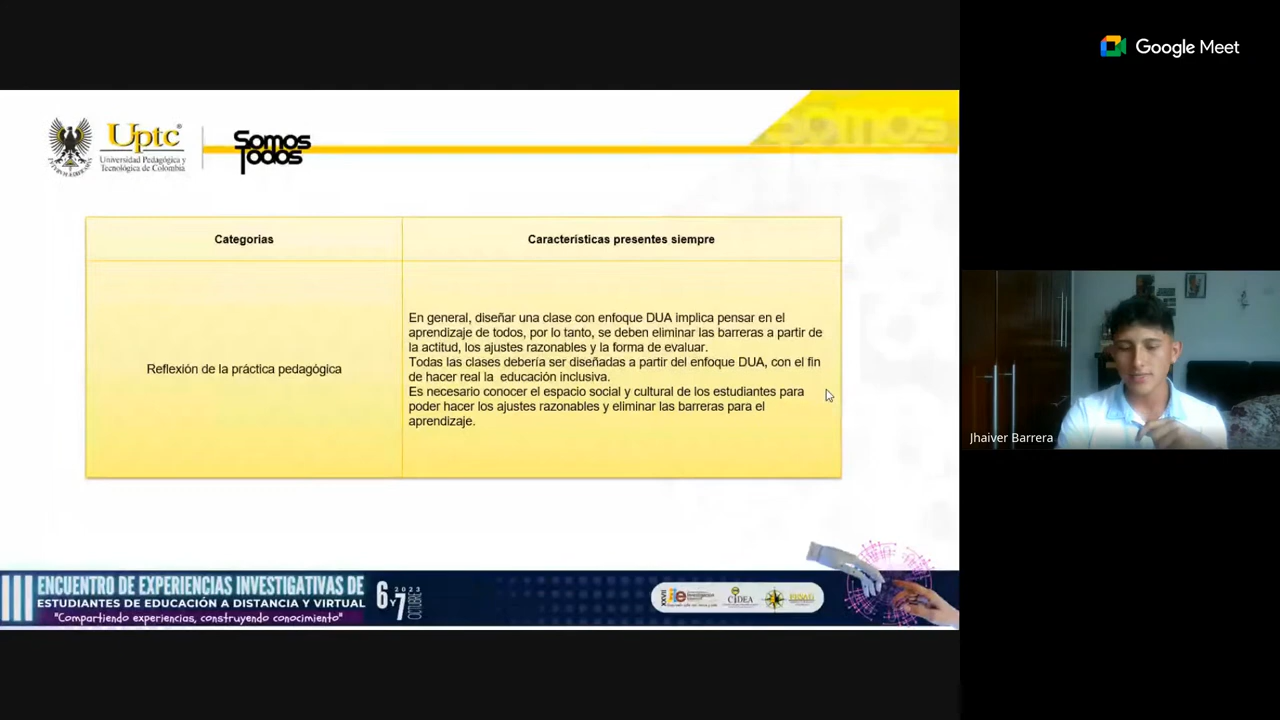 Google Meet
Uptc
Universidad Pedagógica y
Tecnológica de Colombia
Somos
Todos
Somos
Categorias
Características presentes siempre
Reflexión de la práctica pedagógica
En general, diseñar una clase con enfoque DUA implica pensar en el
aprendizaje de todos, por lo tanto, se deben eliminar las barreras a partir de
la actitud, los ajustes razonables y la forma de evaluar.
Todas las clases debería ser diseñadas a partir del enfoque DUA, con el fin
de hacer real la educación inclusiva.
Es necesario conocer el espacio social y cultural de los estudiantes para
poder hacer los ajustes razonables y eliminar las barreras para el
aprendizaje.
Jhaiver Barrera
III ENCUENTRO DE EXPERIENCIAS INVESTIGATIVAS DE
ESTUDIANTES DE EDUCACIÓN A DISTANCIA Y VIRTUAL
"Compartiendo experiencias, construyendo conocimiento"
6 Y 7 2023 OCTUBRE
CIDEA